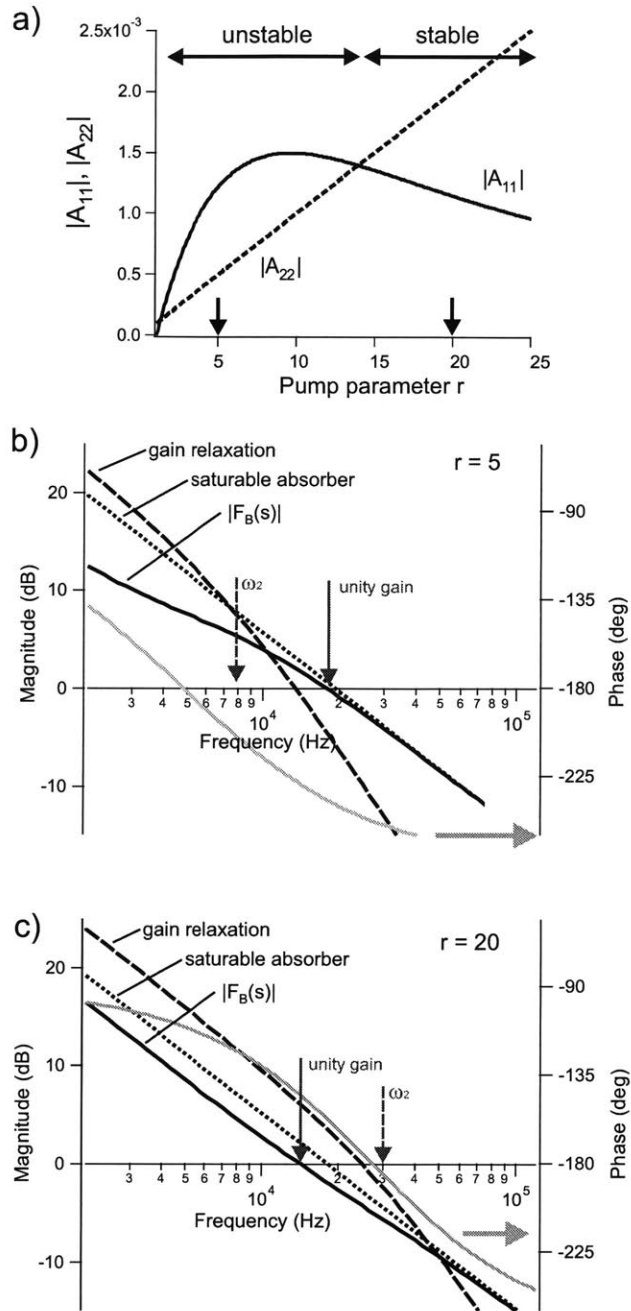 a)
2.5x10⁻³
unstable
stable
2.0
|A₁₁|, |A₂₂|
1.5
|A₁₁|
1.0
0.5
|A₂₂|
0.0
5 10 15 20 25
Pump parameter r
b)
gain relaxation
r = 5
20
saturable absorber
-90
|F_B(s)|
10
ω₂
unity gain
-135
Magnitude (dB)
Phase (deg)
0
3 4 5 6 7 8 9 10⁴ 2 3 4 5 6 7 8 9 10⁵
-180
Frequency (Hz)
-10
-225
c)
gain relaxation
r = 20
20
saturable absorber
-90
|F_B(s)|
10
unity gain
ω₂
-135
Magnitude (dB)
Phase (deg)
0
3 4 5 6 7 8 9 10⁴ 2 3 4 5 6 7 8 9 10⁵
-180
Frequency (Hz)
-10
-225